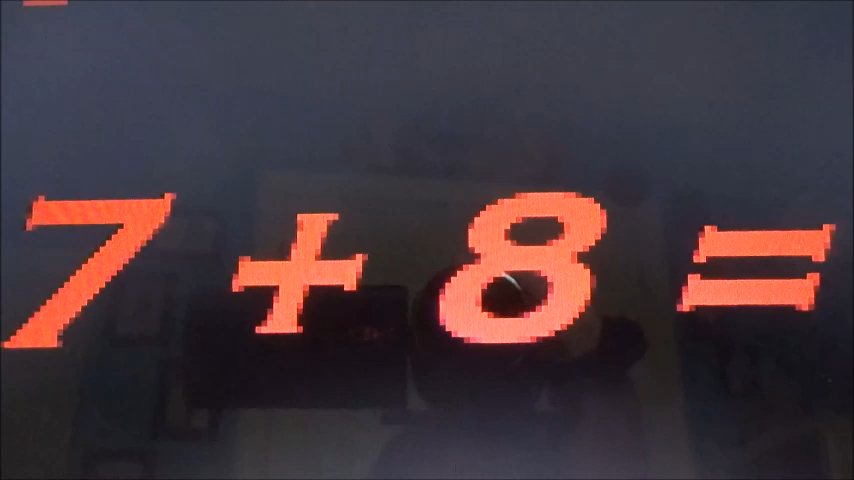 7 + 8 =